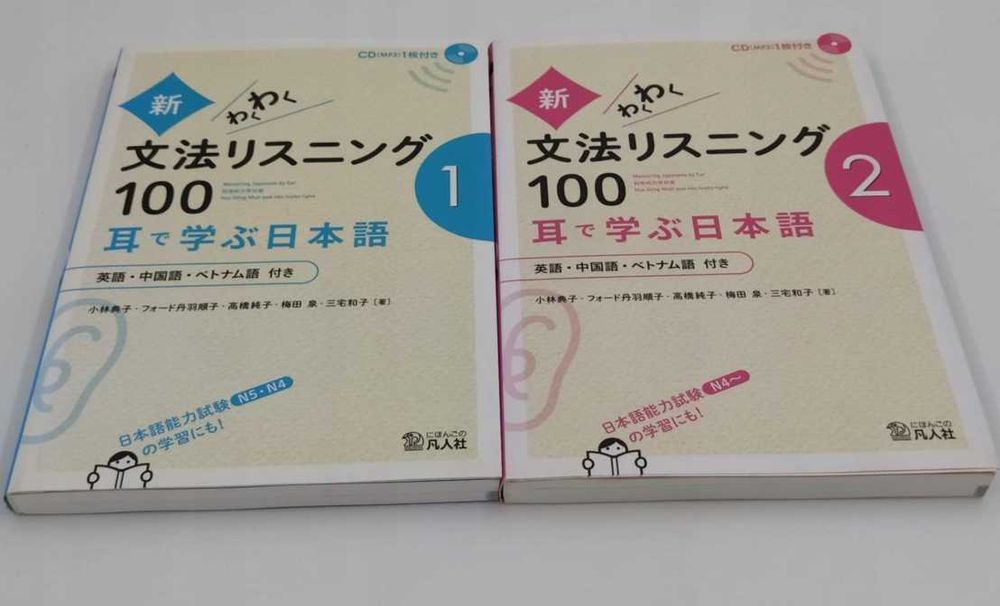 CD(MP3)1枚付き
新
わくわく
文法リスニング
100
Mastering Japanese by Ear
1
耳で学ぶ日本語
英語・中国語・ベトナム語 付き
小林典子・フォード丹羽順子・高橋純子・梅田 泉・三宅和子[著]
日本語能力試験 N5・N4
の学習にも!
にほんごの
凡人社
CD(MP3)1枚付き
新
わくわく
文法リスニング
100
Mastering Japanese by Ear
2
耳で学ぶ日本語
英語・中国語・ベトナム語 付き
小林典子・フォード丹羽順子・高橋純子・梅田 泉・三宅和子[著]
日本語能力試験 N4〜
の学習にも!
にほんごの
凡人社